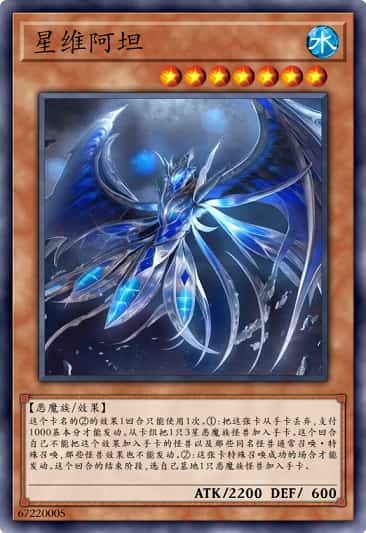 星维阿坦
水
【恶魔族/效果】
这个卡名的②的效果1回合只能使用1次。①：把这张卡从手卡丢弃，支付
1000基本分才能发动。从卡组把1只3星恶魔族怪兽加入手卡。这个回合
自己不能把这个效果加入手卡的怪兽以及那些同名怪兽通常召唤·特
殊召唤，那些怪兽效果也不能发动。②：这张卡特殊召唤成功的场合才能
发动。这个回合的结束阶段，选自己墓地1只恶魔族怪兽加入手卡。
ATK/2200 DEF/ 600
67220005